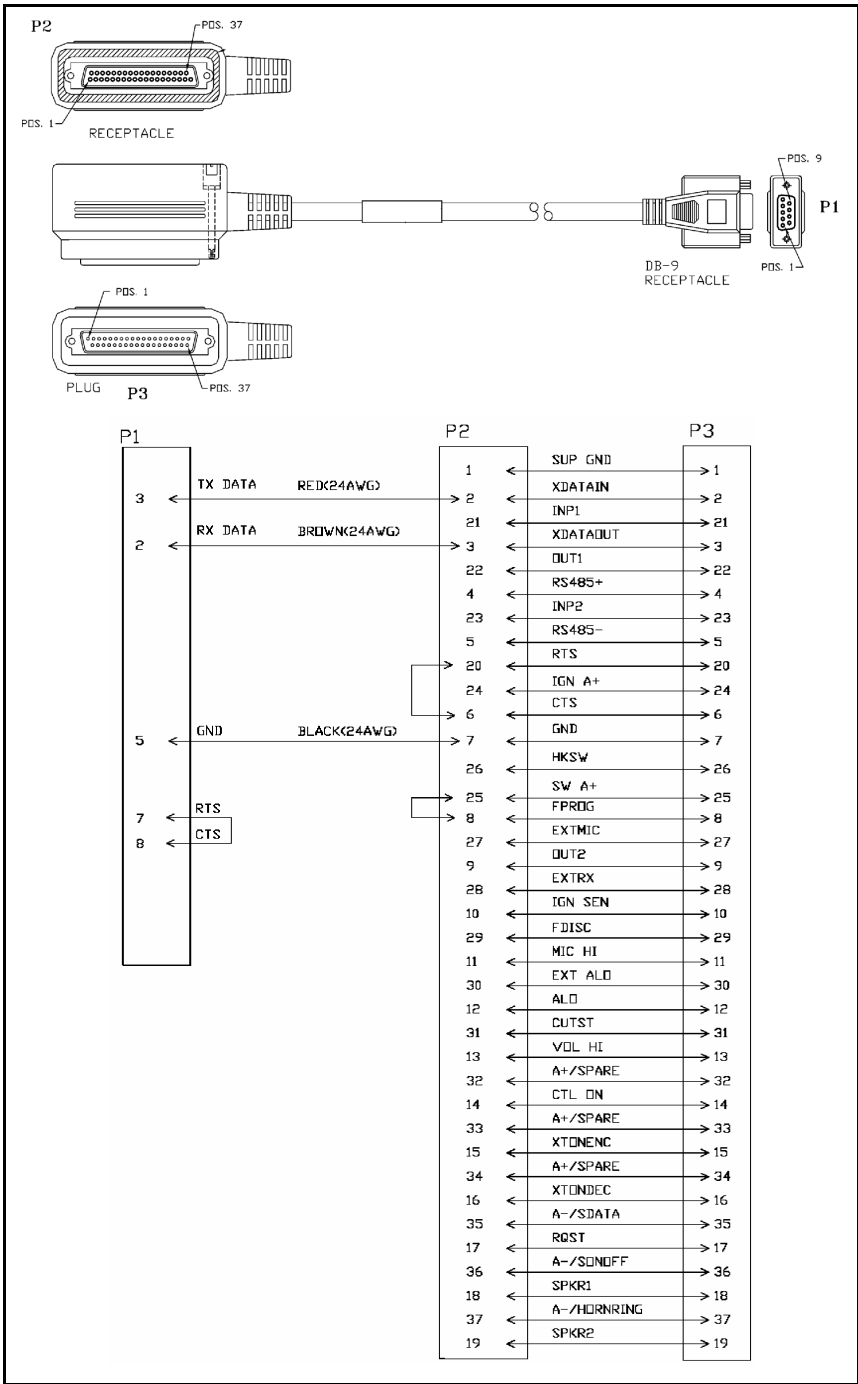 P2
POS. 37
POS. 1
RECEPTACLE
POS. 9
P1
DB-9
RECEPTACLE
POS. 1
POS. 1
PLUG
P3
POS. 37
P1 P2 P3
1 SUP GND 1
3 TX DATA RED(24AWG) 2 XDATAIN 2
21 INP1 21
2 RX DATA BROWN(24AWG) 3 XDATAOUT 3
22 OUT1 22
4 RS485+ 4
23 INP2 23
5 RS485- 5
20 RTS 20
24 IGN A+ 24
6 CTS 6
5 GND BLACK(24AWG) 7 GND 7
26 HKSW 26
25 SW A+ 25
7 RTS 8 FPROG 8
8 CTS 27 EXTMIC 27
9 OUT2 9
28 EXTRX 28
10 IGN SEN 10
29 FDISC 29
11 MIC HI 11
30 EXT ALO 30
12 ALO 12
31 CUTST 31
13 VOL HI 13
32 A+/SPARE 32
14 CTL ON 14
33 A+/SPARE 33
15 XTONENC 15
34 A+/SPARE 34
16 XTONDEC 16
35 A-/SDATA 35
17 RQST 17
36 A-/SONOFF 36
18 SPKR1 18
37 A-/HORNRING 37
19 SPKR2 19